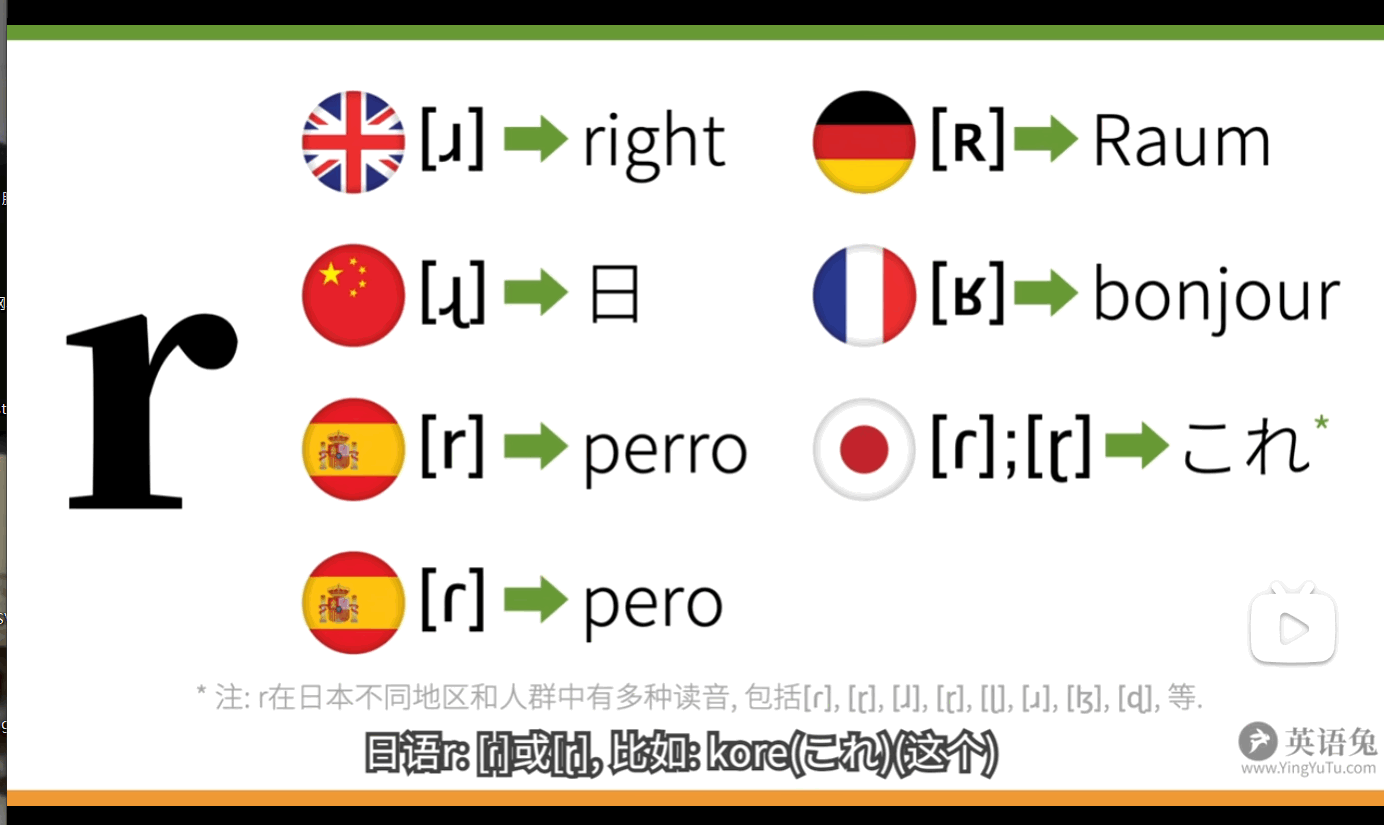 r
[ɹ] right
[ɻ] 日
[r] perro
[ɾ] pero
[ʀ] Raum
[ʁ] bonjour
[ɾ];[ɽ] これ*
* 注: r在日本不同地区和人群中有多种读音, 包括
等.
日语r: [ɾ]或[ɽ], 比如: kore(これ)(这个)
英语兔
www.YingYuTu.com